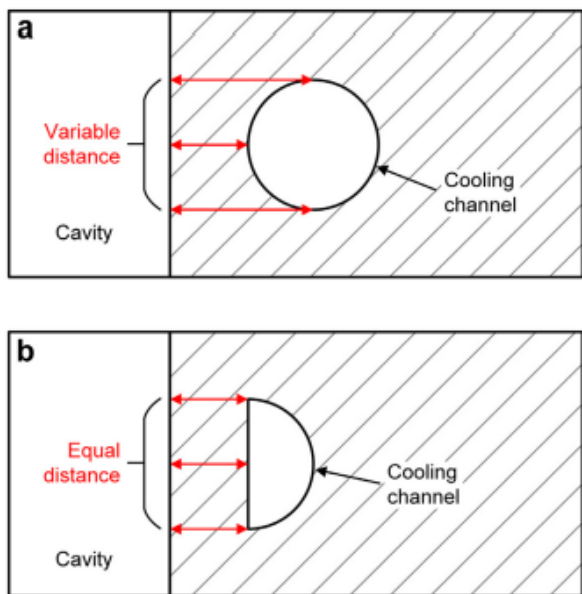 a
Variable
distance
Cavity
Cooling
channel
b
Equal
distance
Cavity
Cooling
channel